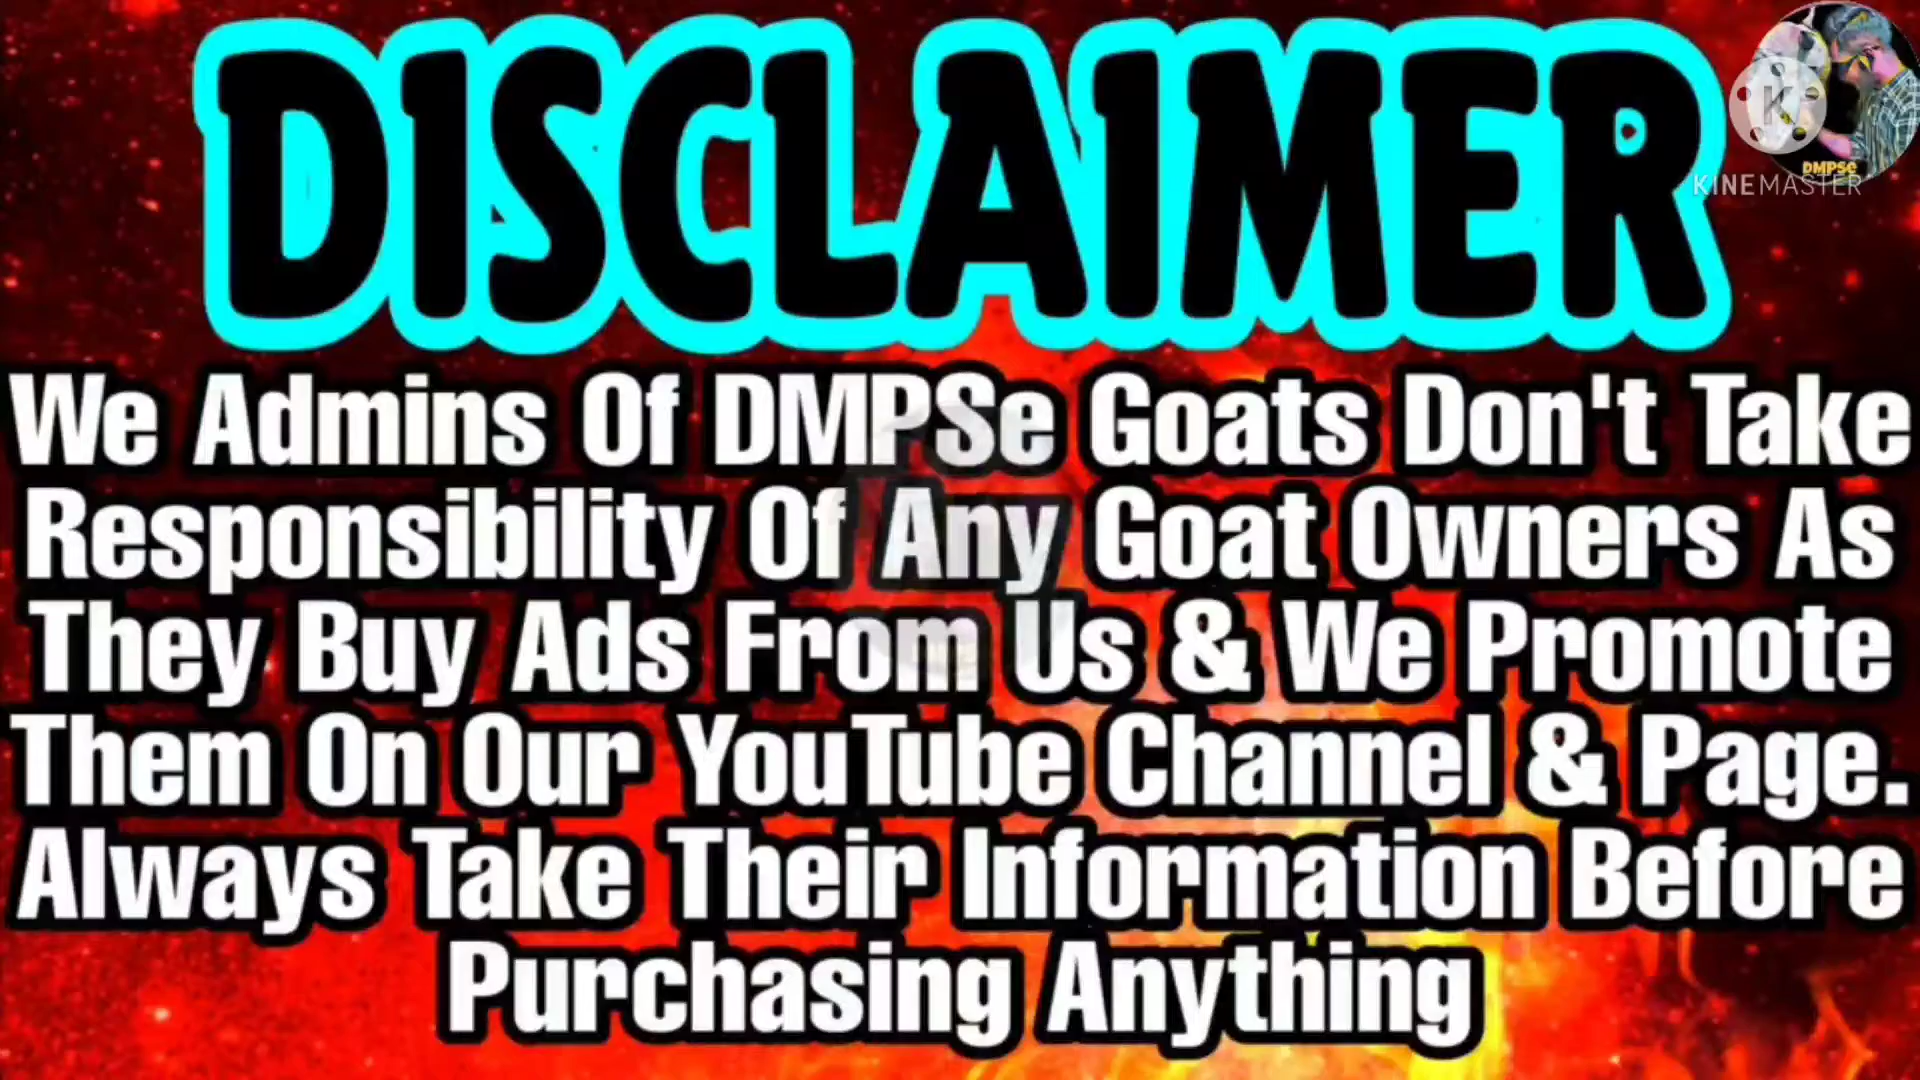 DISCLAIMER
K
DMPSe
KINEMASTER
We Admins Of DMPSe Goats Don't Take
Responsibility Of Any Goat Owners As
They Buy Ads From Us & We Promote
Them On Our YouTube Channel & Page.
Always Take Their Information Before
Purchasing Anything